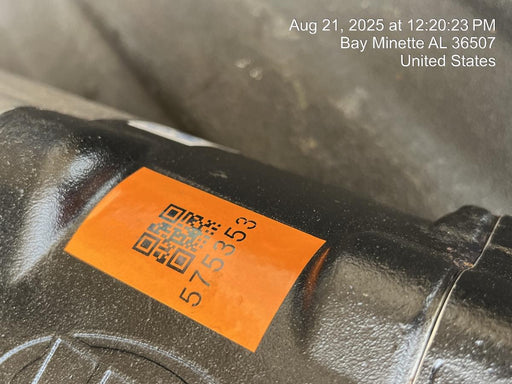 Aug 21, 2025 at 12:20:23 PM
Bay Minette AL 36507
United States
575353